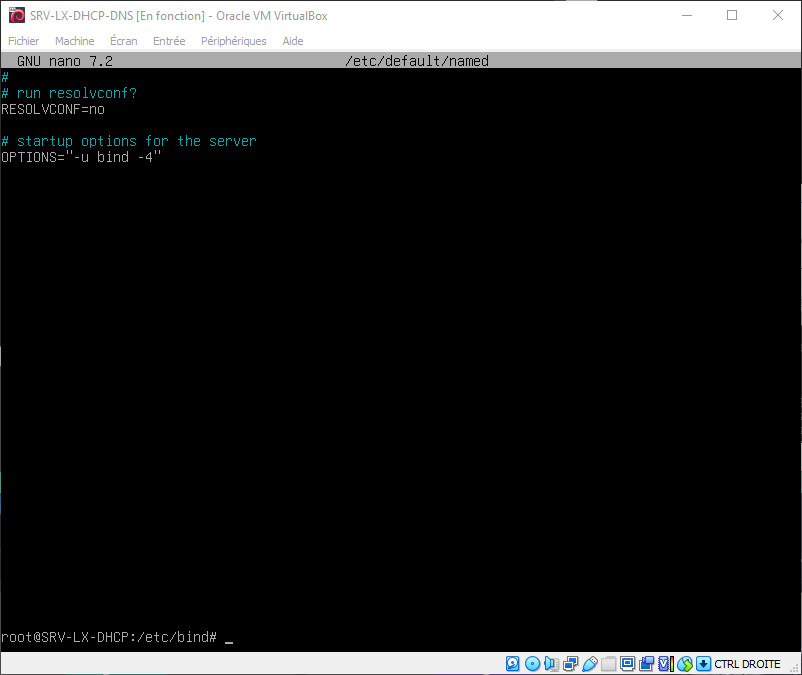 SRV-LX-DHCP-DNS [En fonction] - Oracle VM VirtualBox
Fichier Machine Écran Entrée Périphériques Aide
GNU nano 7.2 /etc/default/named
#
# run resolvconf?
RESOLVCONF=no
# startup options for the server
OPTIONS="-u bind -4"
root@SRV-LX-DHCP:/etc/bind# _
CTRL DROITE